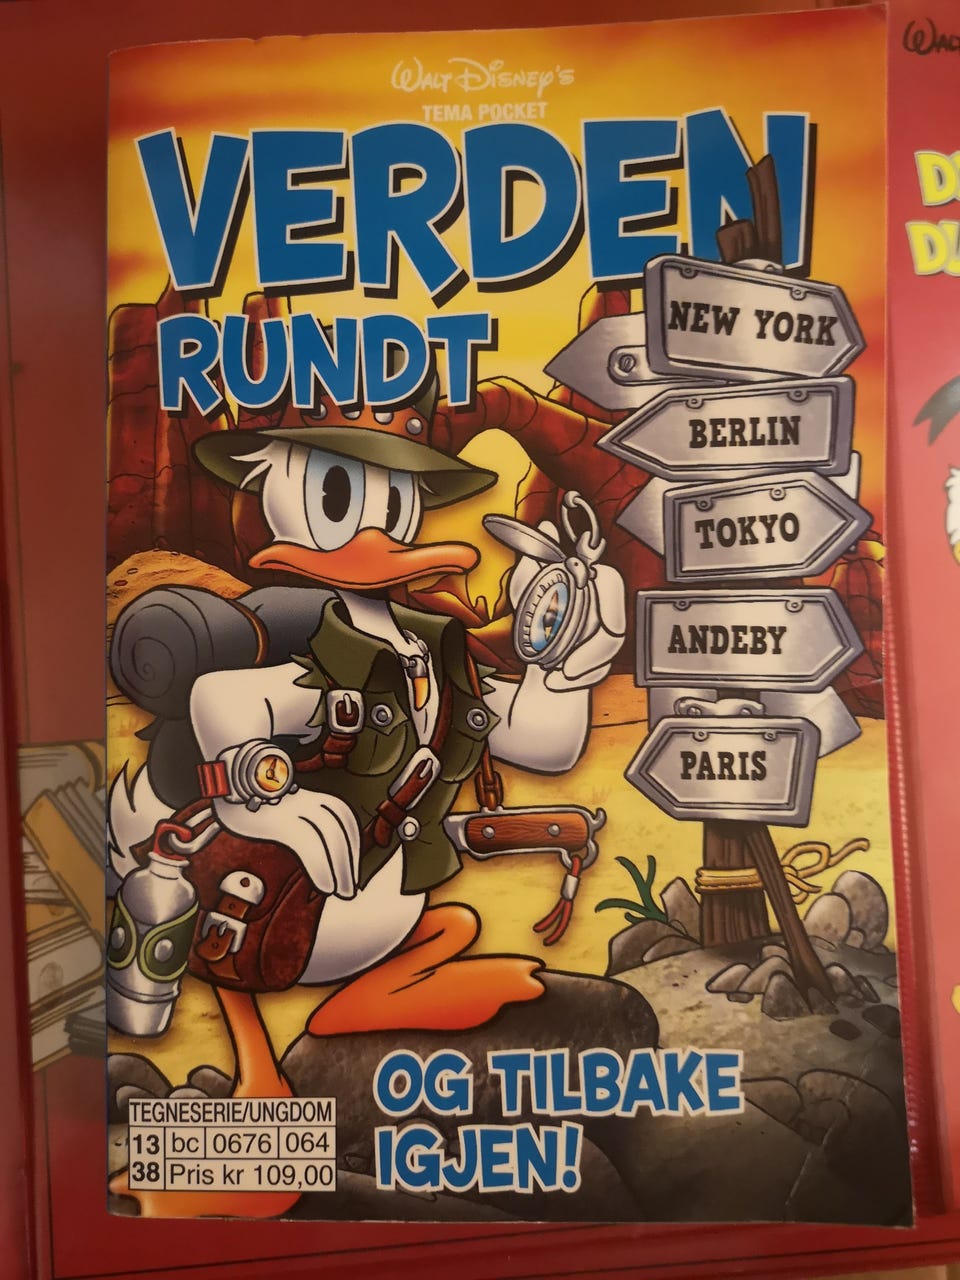 WALT DISNEY'S
TEMA POCKET
VERDEN
RUNDT
NEW YORK
BERLIN
TOKYO
ANDEBY
PARIS
OG TILBAKE
IGJEN!
TEGNESERIE/UNGDOM
13 bc 0676 064
38 Pris kr 109,00